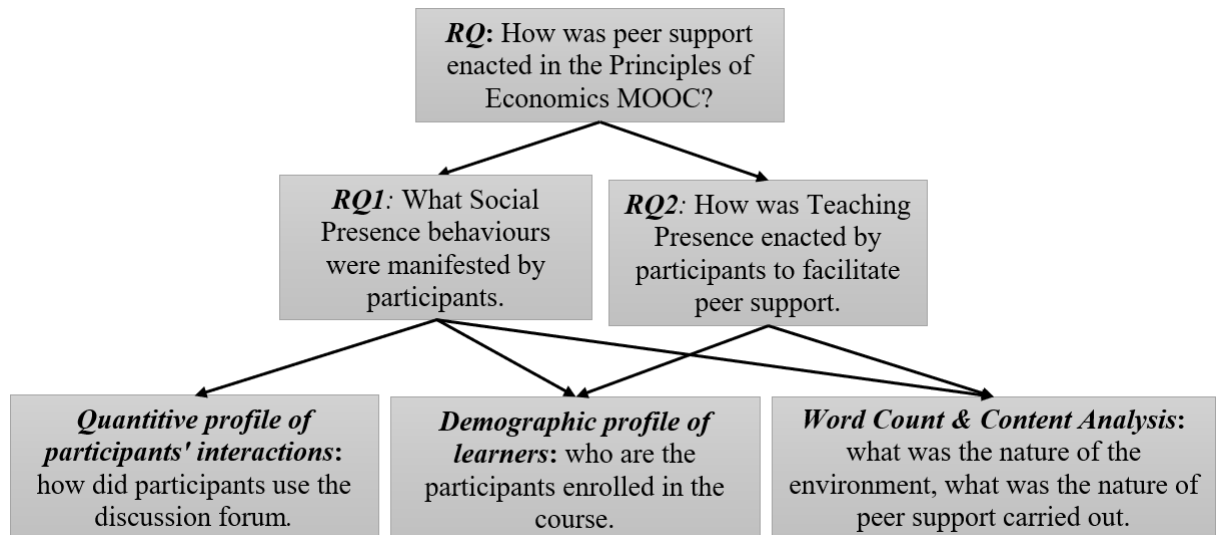 RQ: How was peer support
enacted in the Principles of
Economics MOOC?
RQ1: What Social
Presence behaviours
were manifested by
participants.
RQ2: How was Teaching
Presence enacted by
participants to facilitate
peer support.
Quantitive profile of
participants' interactions:
how did participants use the
discussion forum.
Demographic profile of
learners: who are the
participants enrolled in the
course.
Word Count & Content Analysis:
what was the nature of the
environment, what was the nature of
peer support carried out.